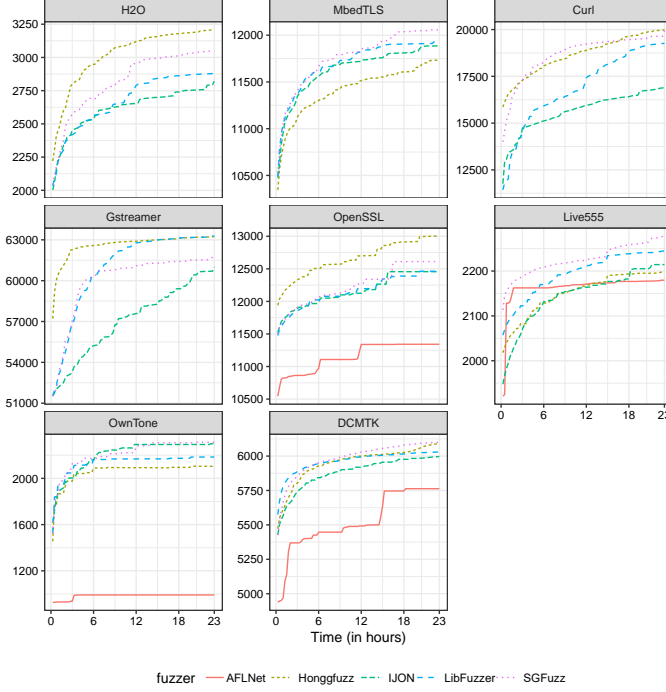 H2O
MbedTLS
Curl
3250
3000
2750
2500
2250
2000
12000
11500
11000
10500
20000
17500
15000
12500
Gstreamer
OpenSSL
Live555
63000
60000
57000
54000
51000
13000
12500
12000
11500
11000
10500
2200
2100
2000
0 6 12 18 23
OwnTone
DCMTK
2200
1600
1000
6000
5750
5500
5250
5000
0 6 12 18 23
0 6 12 18 23
Time (in hours)
fuzzer AFLNet Honggfuzz IJON LibFuzzer SGFuzz